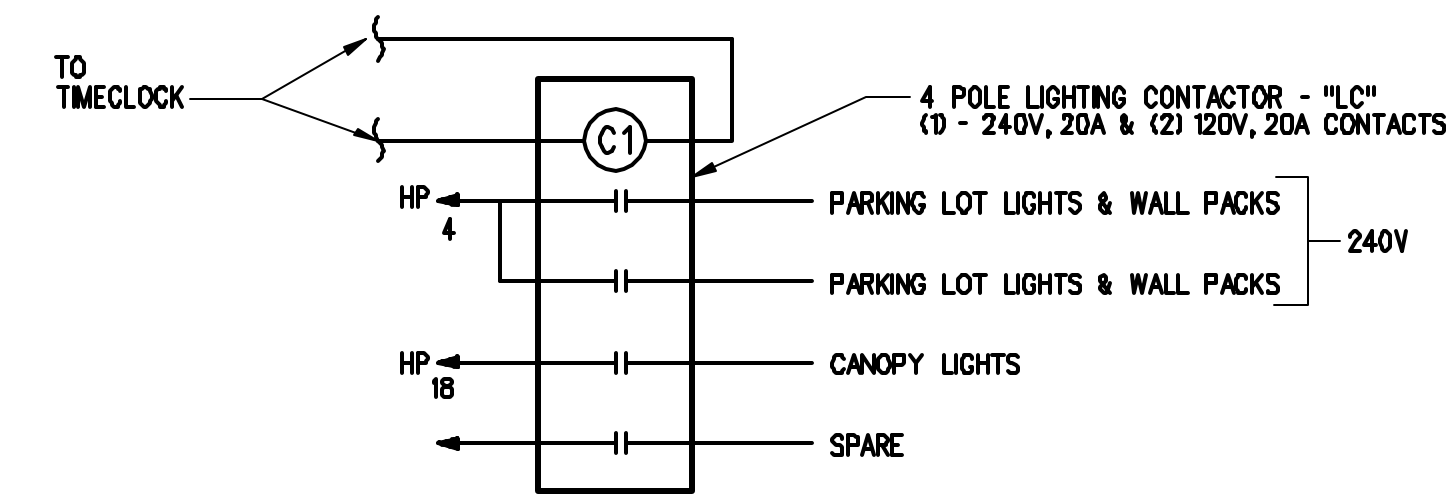 TO
TIMECLOCK
4 POLE LIGHTING CONTACTOR - "LC"
(1) - 240V, 20A & (2) 120V, 20A CONTACTS
C1
HP
4
PARKING LOT LIGHTS & WALL PACKS
240V
PARKING LOT LIGHTS & WALL PACKS
HP
18
CANOPY LIGHTS
SPARE